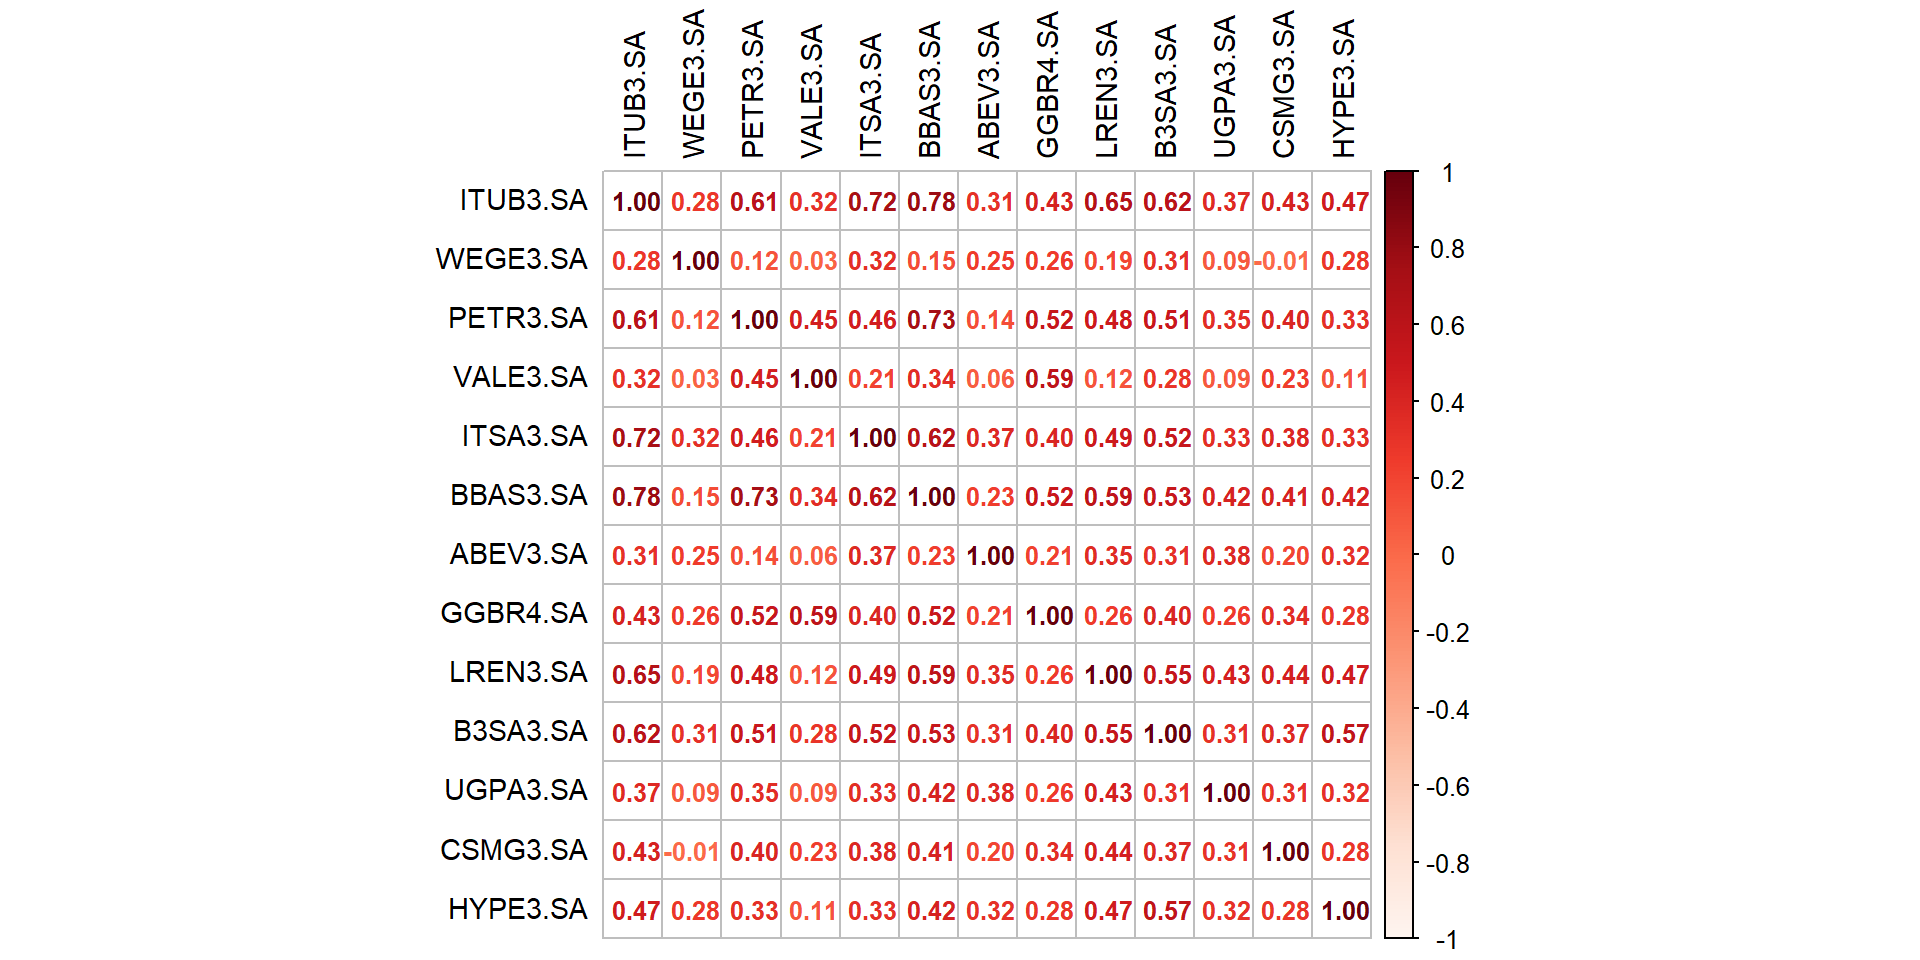 ITUB3.SA WEGE3.SA PETR3.SA VALE3.SA ITSA3.SA BBAS3.SA ABEV3.SA GGBR4.SA LREN3.SA B3SA3.SA UGPA3.SA CSMG3.SA HYPE3.SA
ITUB3.SA 1.00 0.28 0.61 0.32 0.72 0.78 0.31 0.43 0.65 0.62 0.37 0.43 0.47
WEGE3.SA 0.28 1.00 0.12 0.03 0.32 0.15 0.25 0.26 0.19 0.31 0.09 -0.01 0.28
PETR3.SA 0.61 0.12 1.00 0.45 0.46 0.73 0.14 0.52 0.48 0.51 0.35 0.40 0.33
VALE3.SA 0.32 0.03 0.45 1.00 0.21 0.34 0.06 0.59 0.12 0.28 0.09 0.23 0.11
ITSA3.SA 0.72 0.32 0.46 0.21 1.00 0.62 0.37 0.40 0.49 0.52 0.33 0.38 0.33
BBAS3.SA 0.78 0.15 0.73 0.34 0.62 1.00 0.23 0.52 0.59 0.53 0.42 0.41 0.42
ABEV3.SA 0.31 0.25 0.14 0.06 0.37 0.23 1.00 0.21 0.35 0.31 0.38 0.20 0.32
GGBR4.SA 0.43 0.26 0.52 0.59 0.40 0.52 0.21 1.00 0.26 0.40 0.26 0.34 0.28
LREN3.SA 0.65 0.19 0.48 0.12 0.49 0.59 0.35 0.26 1.00 0.55 0.43 0.44 0.47
B3SA3.SA 0.62 0.31 0.51 0.28 0.52 0.53 0.31 0.40 0.55 1.00 0.31 0.37 0.57
UGPA3.SA 0.37 0.09 0.35 0.09 0.33 0.42 0.38 0.26 0.43 0.31 1.00 0.31 0.32
CSMG3.SA 0.43 -0.01 0.40 0.23 0.38 0.41 0.20 0.34 0.44 0.37 0.31 1.00 0.28
HYPE3.SA 0.47 0.28 0.33 0.11 0.33 0.42 0.32 0.28 0.47 0.57 0.32 0.28 1.00
1
0.8
0.6
0.4
0.2
0
-0.2
-0.4
-0.6
-0.8
-1